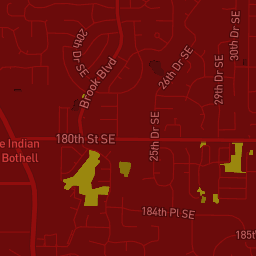 20th Dr SE
Brook Blvd
26th Dr SE
30th Dr SE
29th Dr SE
25th Dr SE
180th St SE
e Indian
Bothell
184th Pl SE
185t